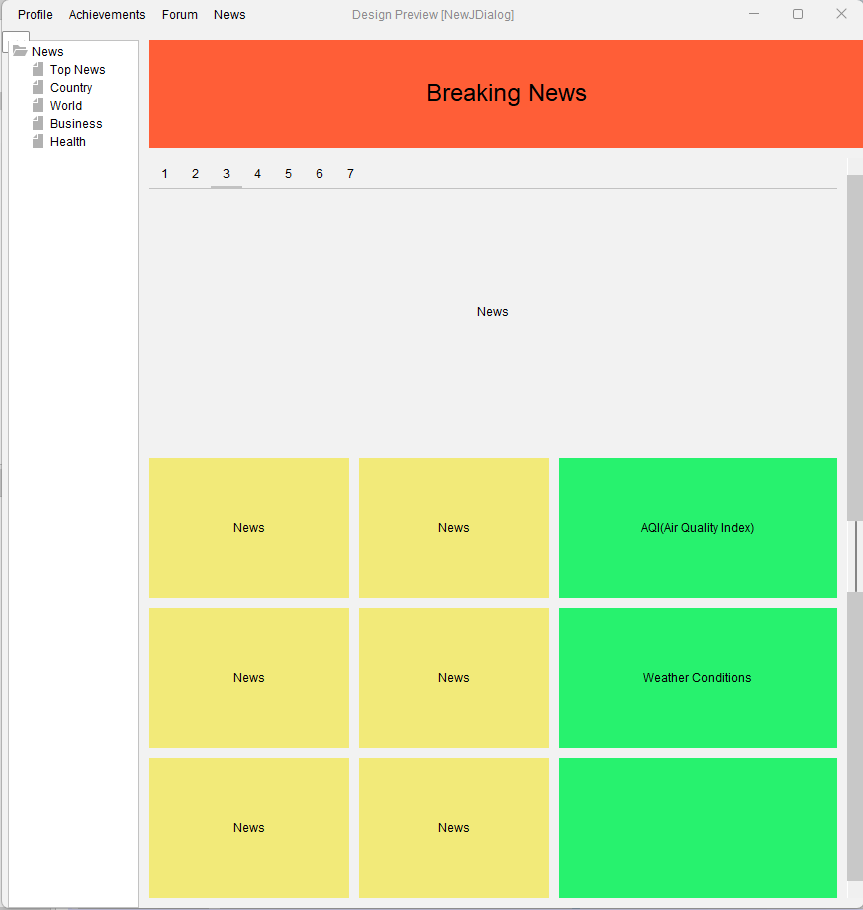 Profile Achievements Forum News Design Preview [NewJDialog]
News
Top News
Country
World
Business
Health
Breaking News
1 2 3 4 5 6 7
News
News News AQI(Air Quality Index)
News News Weather Conditions
News News